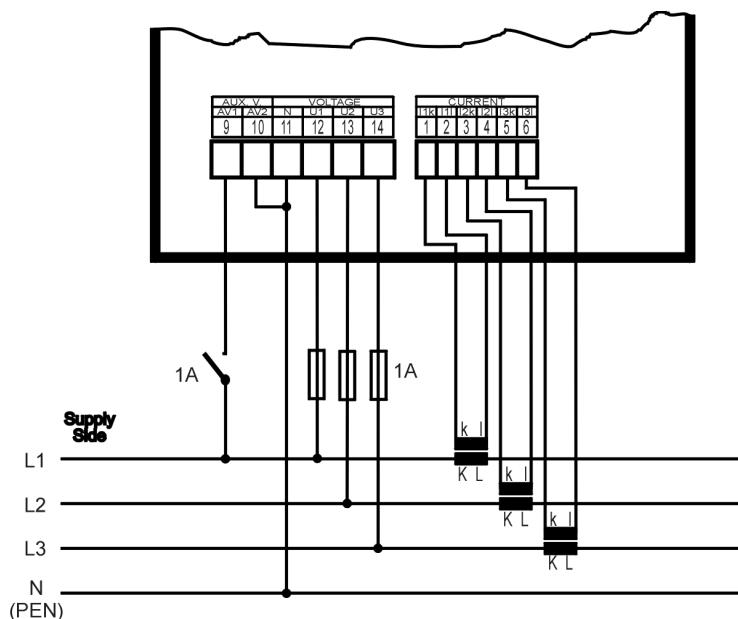 AUX. V. VOLTAGE CURRENT
AV1 AV2 N U1 U2 U3 I1k I1l I2k I2l I3k I3l
9 10 11 12 13 14 1 2 3 4 5 6
1A 1A
Supply
Side
k l
L1
K L
k l
L2
K L
k l
L3
K L
N
(PEN)